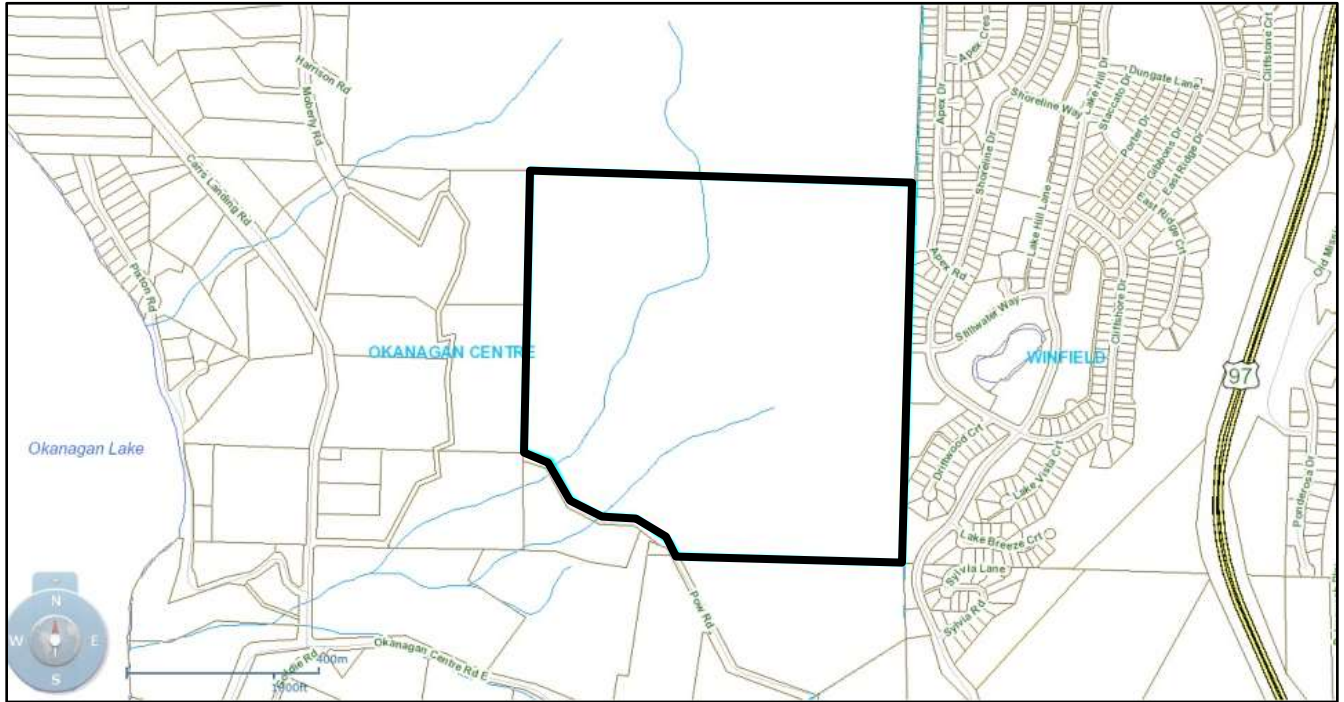 Apex Cres
Cliffstone Crt
Harrison Rd
Moberly Rd
Dungate Lane
Lake Hill Dr
Staccato Dr
Shoreline Way
Apex Dr
Porter Dr
Gibbons Dr
East Ridge Dr
Shoreline Dr
Carrs Landing Rd
Lake Hill Lane
East Ridge Crt
Pixton Rd
Apex Rd
Stillwater Way
Cliffshore Dr
OKANAGAN CENTRE
WINFIELD
97
Okanagan Lake
Driftwood Crt
Lake Vista Crt
Ponderosa Dr
Lake Breeze Crt
Sylvia Lane
Sylvia Rd
Pow Rd
N
W E
S
Goldie Rd
Okanagan Centre Rd E
400m